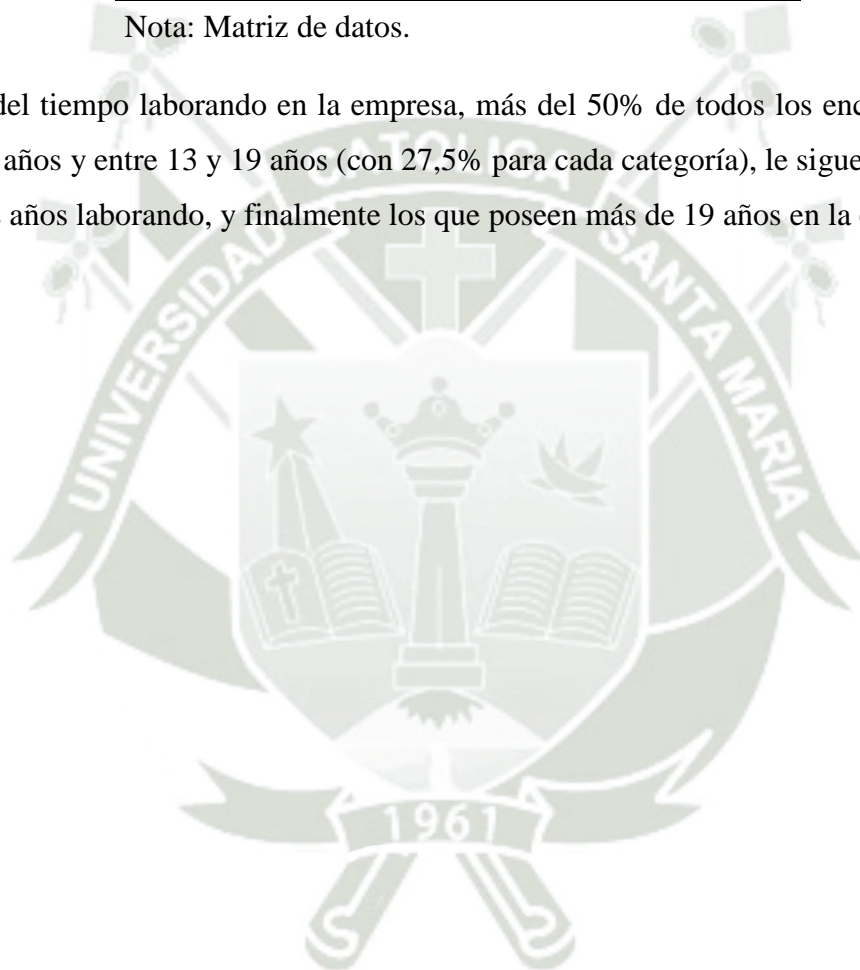 Nota: Matriz de datos.
del tiempo laborando en la empresa, más del 50% de todos los
años y entre 13 y 19 años (con 27,5% para cada categoría), le sigue
años laborando, y finalmente los que poseen más de 19 años en la
UNIVERSIDAD CATOLICA SANTA MARIA
1961